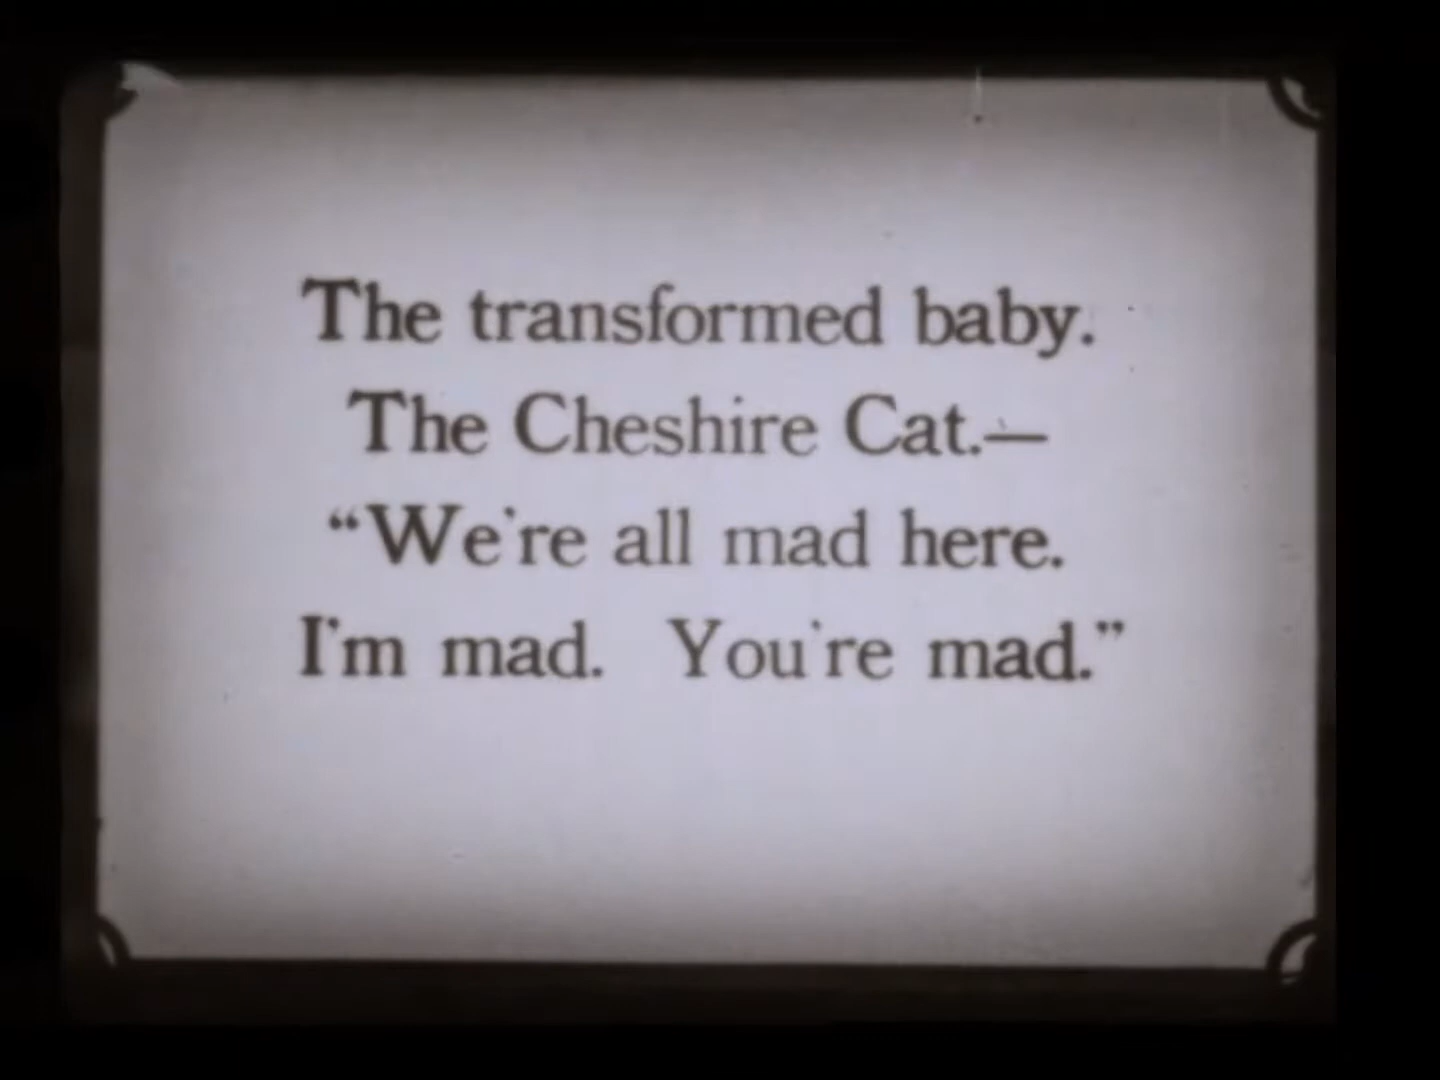 The transformed baby.
The Cheshire Cat.—
“We're all mad here.
I'm mad. You're mad.”